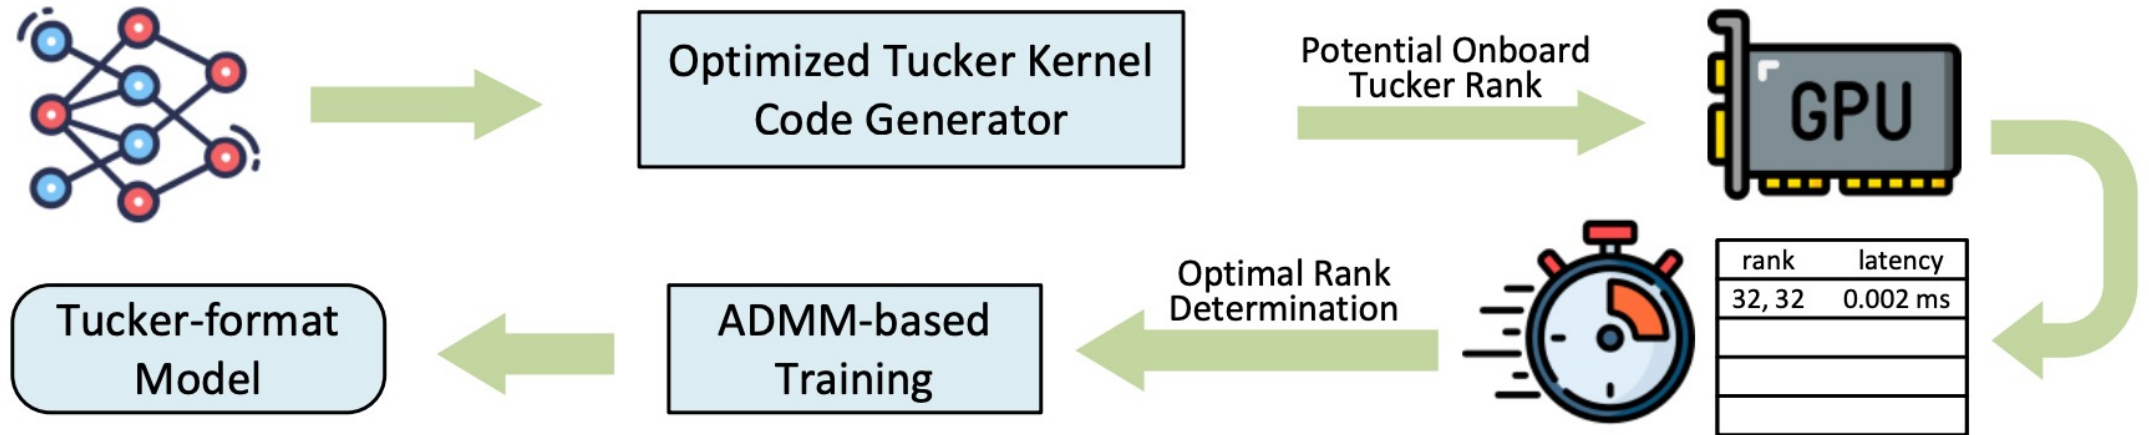 Optimized Tucker Kernel
Code Generator
Potential Onboard
Tucker Rank
GPU
rank latency
32, 32 0.002 ms
Optimal Rank
Determination
ADMM-based
Training
Tucker-format
Model